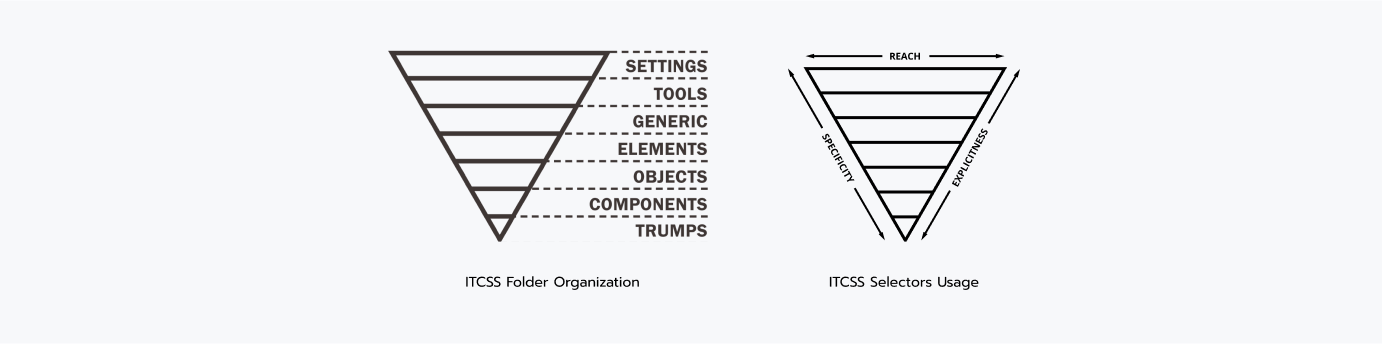 SETTINGS
TOOLS
GENERIC
ELEMENTS
OBJECTS
COMPONENTS
TRUMPS
ITCSS Folder Organization
REACH
SPECIFICITY
EXPLICITNESS
ITCSS Selectors Usage